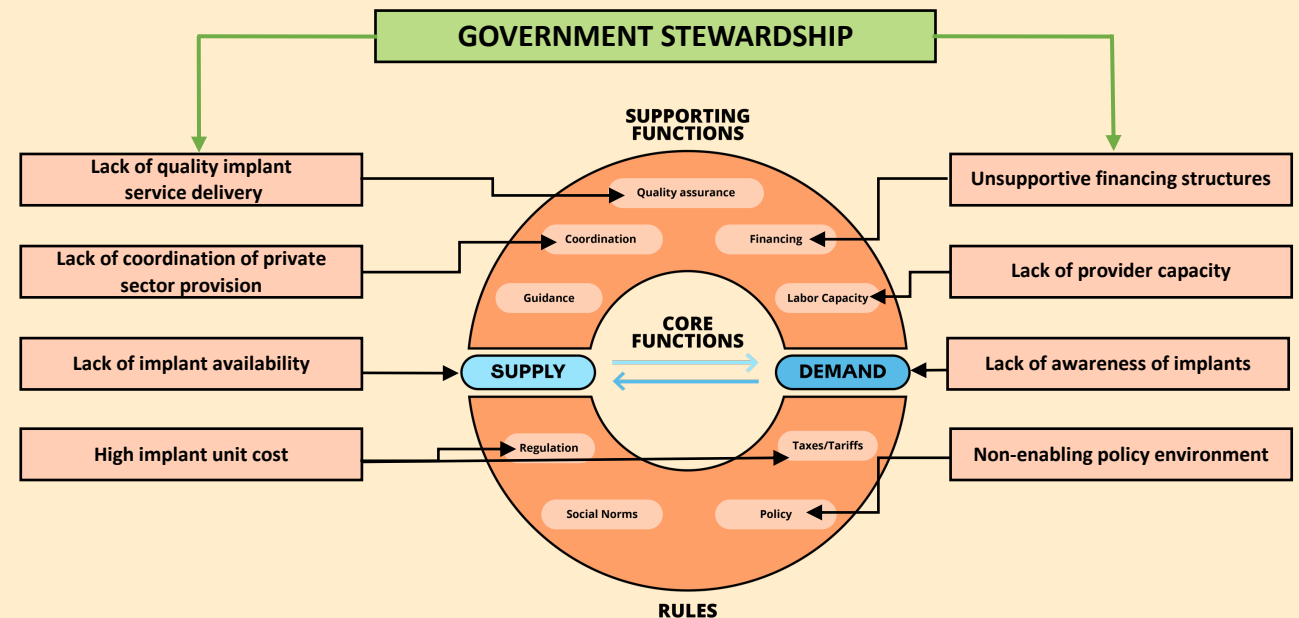 GOVERNMENT STEWARDSHIP
SUPPORTING
FUNCTIONS
Lack of quality implant
service delivery
Quality assurance
Unsupportive financing structures
Coordination
Financing
Lack of coordination of private
sector provision
Lack of provider capacity
Guidance
Labor Capacity
CORE
FUNCTIONS
Lack of implant availability
SUPPLY
DEMAND
Lack of awareness of implants
High implant unit cost
Regulation
Taxes/Tariffs
Non-enabling policy environment
Social Norms
Policy
RULES